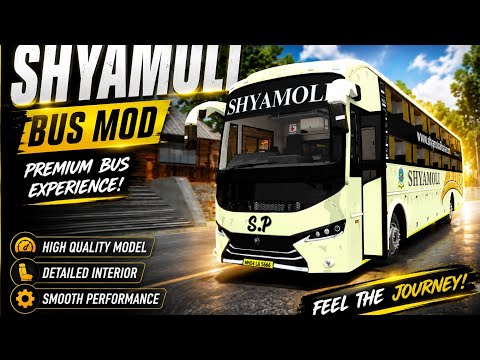 SHYAMOLI
BUS MOD
PREMIUM BUS
EXPERIENCE!
HIGH QUALITY MODEL
DETAILED INTERIOR
SMOOTH PERFORMANCE
SHYAMOLI
SHYAMOLI
S.P
FEEL THE JOURNEY!